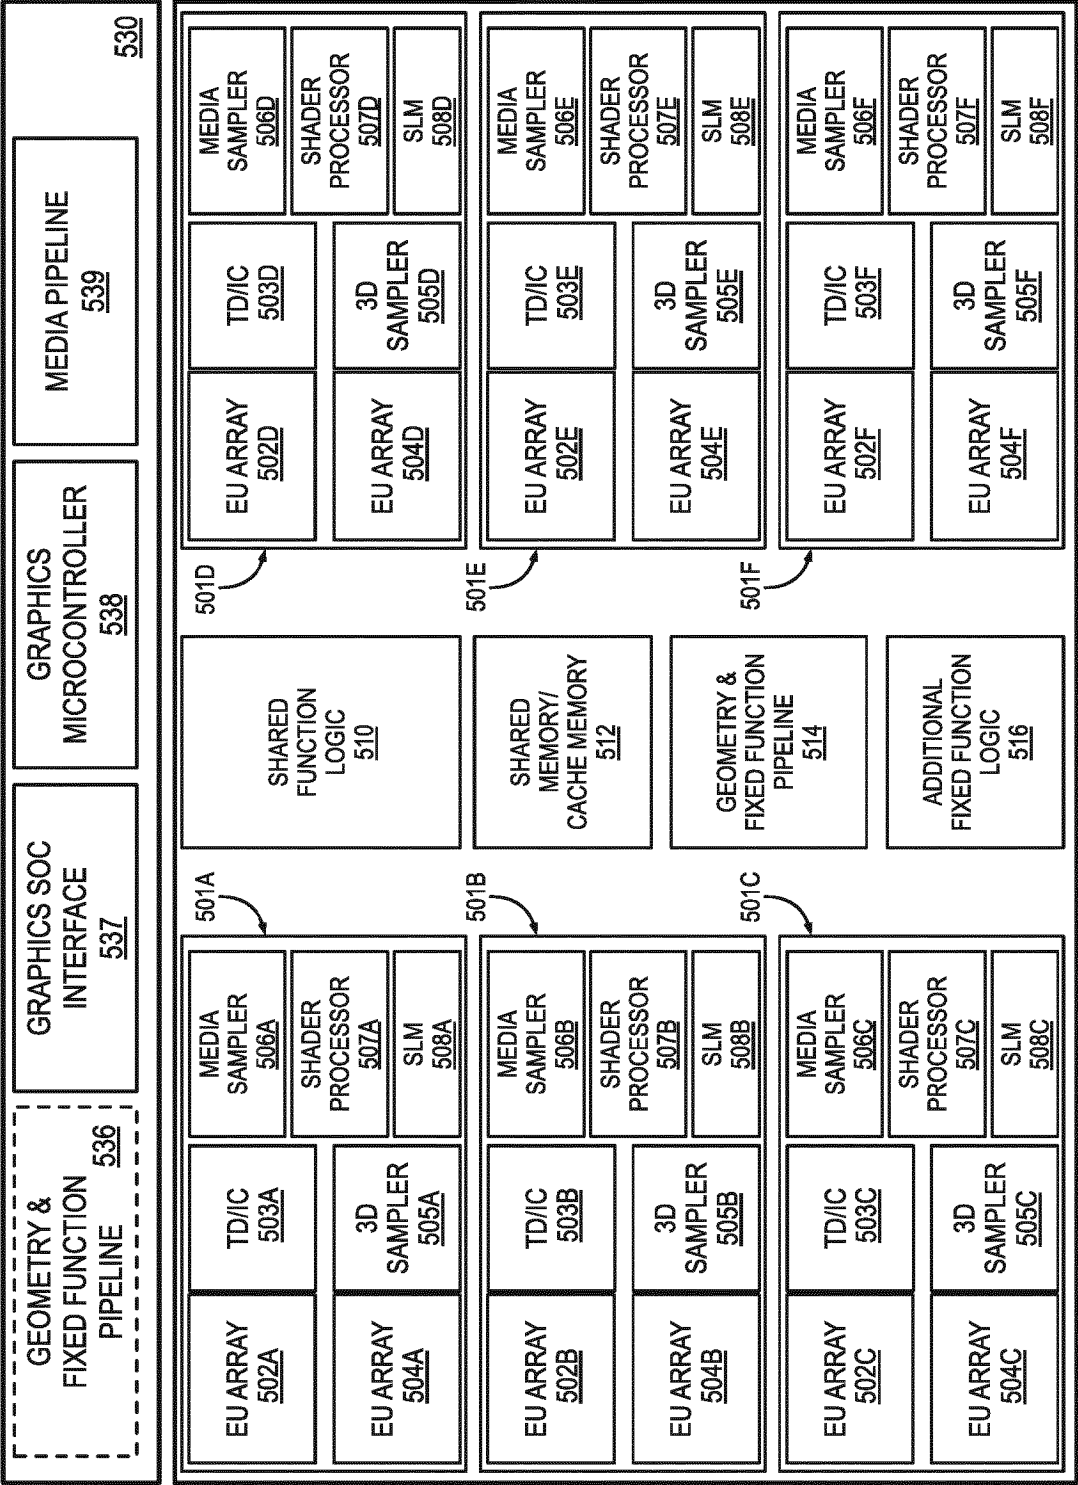 GEOMETRY &
FIXED FUNCTION
PIPELINE
536
GRAPHICS SOC
INTERFACE
537
GRAPHICS
MICROCONTROLLER
538
MEDIA PIPELINE
539
530
501A
EU ARRAY
502A
TD/IC
503A
MEDIA
SAMPLER
506A
SHADER
PROCESSOR
507A
EU ARRAY
504A
3D
SAMPLER
505A
SLM
508A
SHARED
FUNCTION
LOGIC
510
501D
EU ARRAY
502D
TD/IC
503D
MEDIA
SAMPLER
506D
SHADER
PROCESSOR
507D
EU ARRAY
504D
3D
SAMPLER
505D
SLM
508D
501B
EU ARRAY
502B
TD/IC
503B
MEDIA
SAMPLER
506B
SHADER
PROCESSOR
507B
EU ARRAY
504B
3D
SAMPLER
505B
SLM
508B
SHARED
MEMORY/
CACHE MEMORY
512
501E
EU ARRAY
502E
TD/IC
503E
MEDIA
SAMPLER
506E
SHADER
PROCESSOR
507E
EU ARRAY
504E
3D
SAMPLER
505E
SLM
508E
GEOMETRY &
FIXED FUNCTION
PIPELINE
514
501C
EU ARRAY
502C
TD/IC
503C
MEDIA
SAMPLER
506C
SHADER
PROCESSOR
507C
EU ARRAY
504C
3D
SAMPLER
505C
SLM
508C
ADDITIONAL
FIXED FUNCTION
LOGIC
516
501F
EU ARRAY
502F
TD/IC
503F
MEDIA
SAMPLER
506F
SHADER
PROCESSOR
507F
EU ARRAY
504F
3D
SAMPLER
505F
SLM
508F